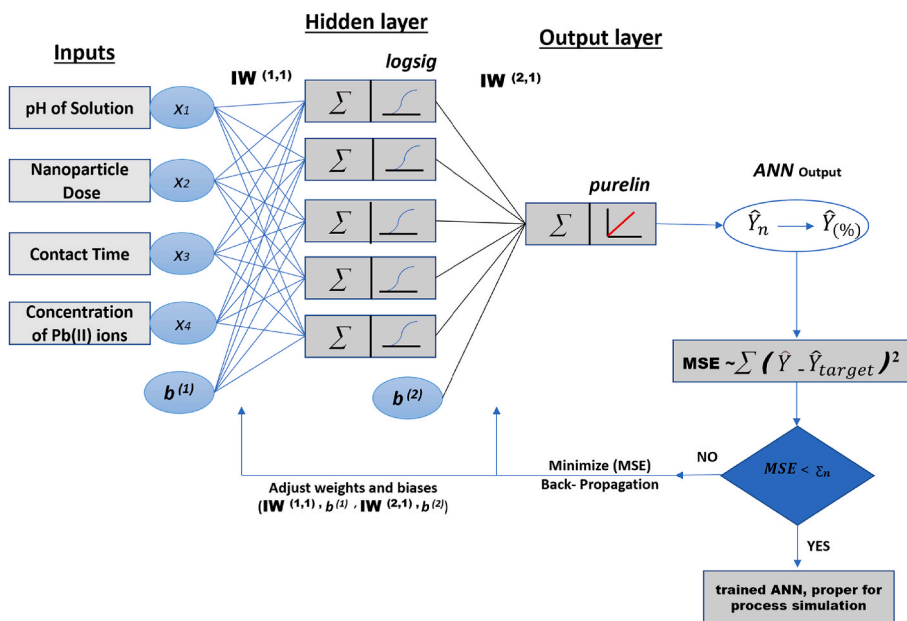 Hidden layer
Output layer
Inputs
logsig
IW (1,1)
IW (2,1)
pH of Solution
x1
Σ
Nanoparticle
Dose
x2
Σ
purelin
ANN Output
Contact Time
x3
Σ
Σ
Ŷn → Ŷ(%)
Concentration
of Pb(II) ions
x4
Σ
Σ
MSE ~ Σ ( Ŷ - Ŷtarget )²
b(1)
b(2)
NO
MSE < Ɛn
Minimize (MSE)
Back- Propagation
Adjust weights and biases
(IW (1,1) , b(1) , IW (2,1) , b(2))
YES
trained ANN, proper for
process simulation